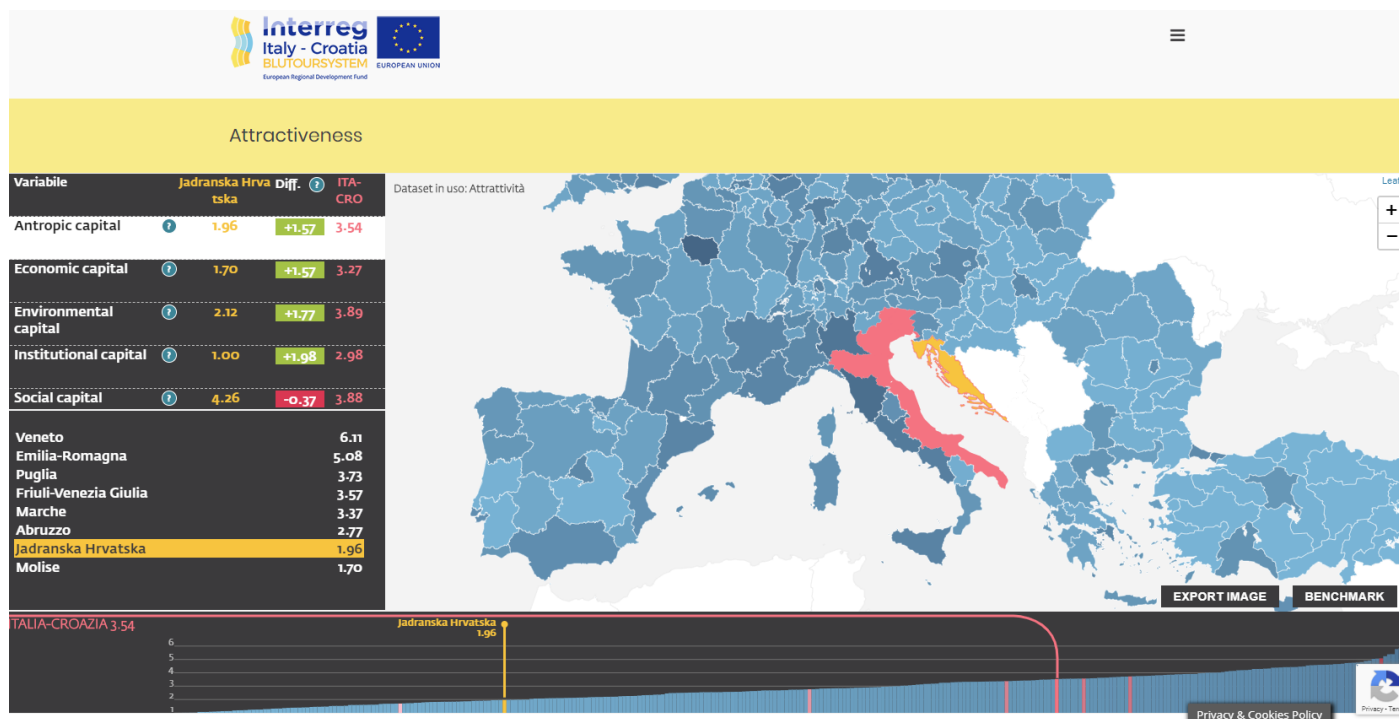 Interreg
Italy - Croatia
BLUTOURSYSTEM
EUROPEAN UNION
European Regional Development Fund
Attractiveness
Variabile
Jadranska Hrva
tska
Diff. ?
ITA-
CRO
Antropic capital ? 1.96 +1.57 3.54
Economic capital ? 1.70 +1.57 3.27
Environmental
capital ? 2.12 +1.77 3.89
Institutional capital ? 1.00 +1.98 2.98
Social capital ? 4.26 -0.37 3.88
Veneto 6.11
Emilia-Romagna 5.08
Puglia 3.73
Friuli-Venezia Giulia 3.57
Marche 3.37
Abruzzo 2.77
Jadranska Hrvatska 1.96
Molise 1.70
Dataset in uso: Attrattività
+
−
EXPORT IMAGE
BENCHMARK
ITALIA-CROAZIA 3.54
Jadranska Hrvatska
1.96
6
5
4
3
2
1
Privacy & Cookies Policy